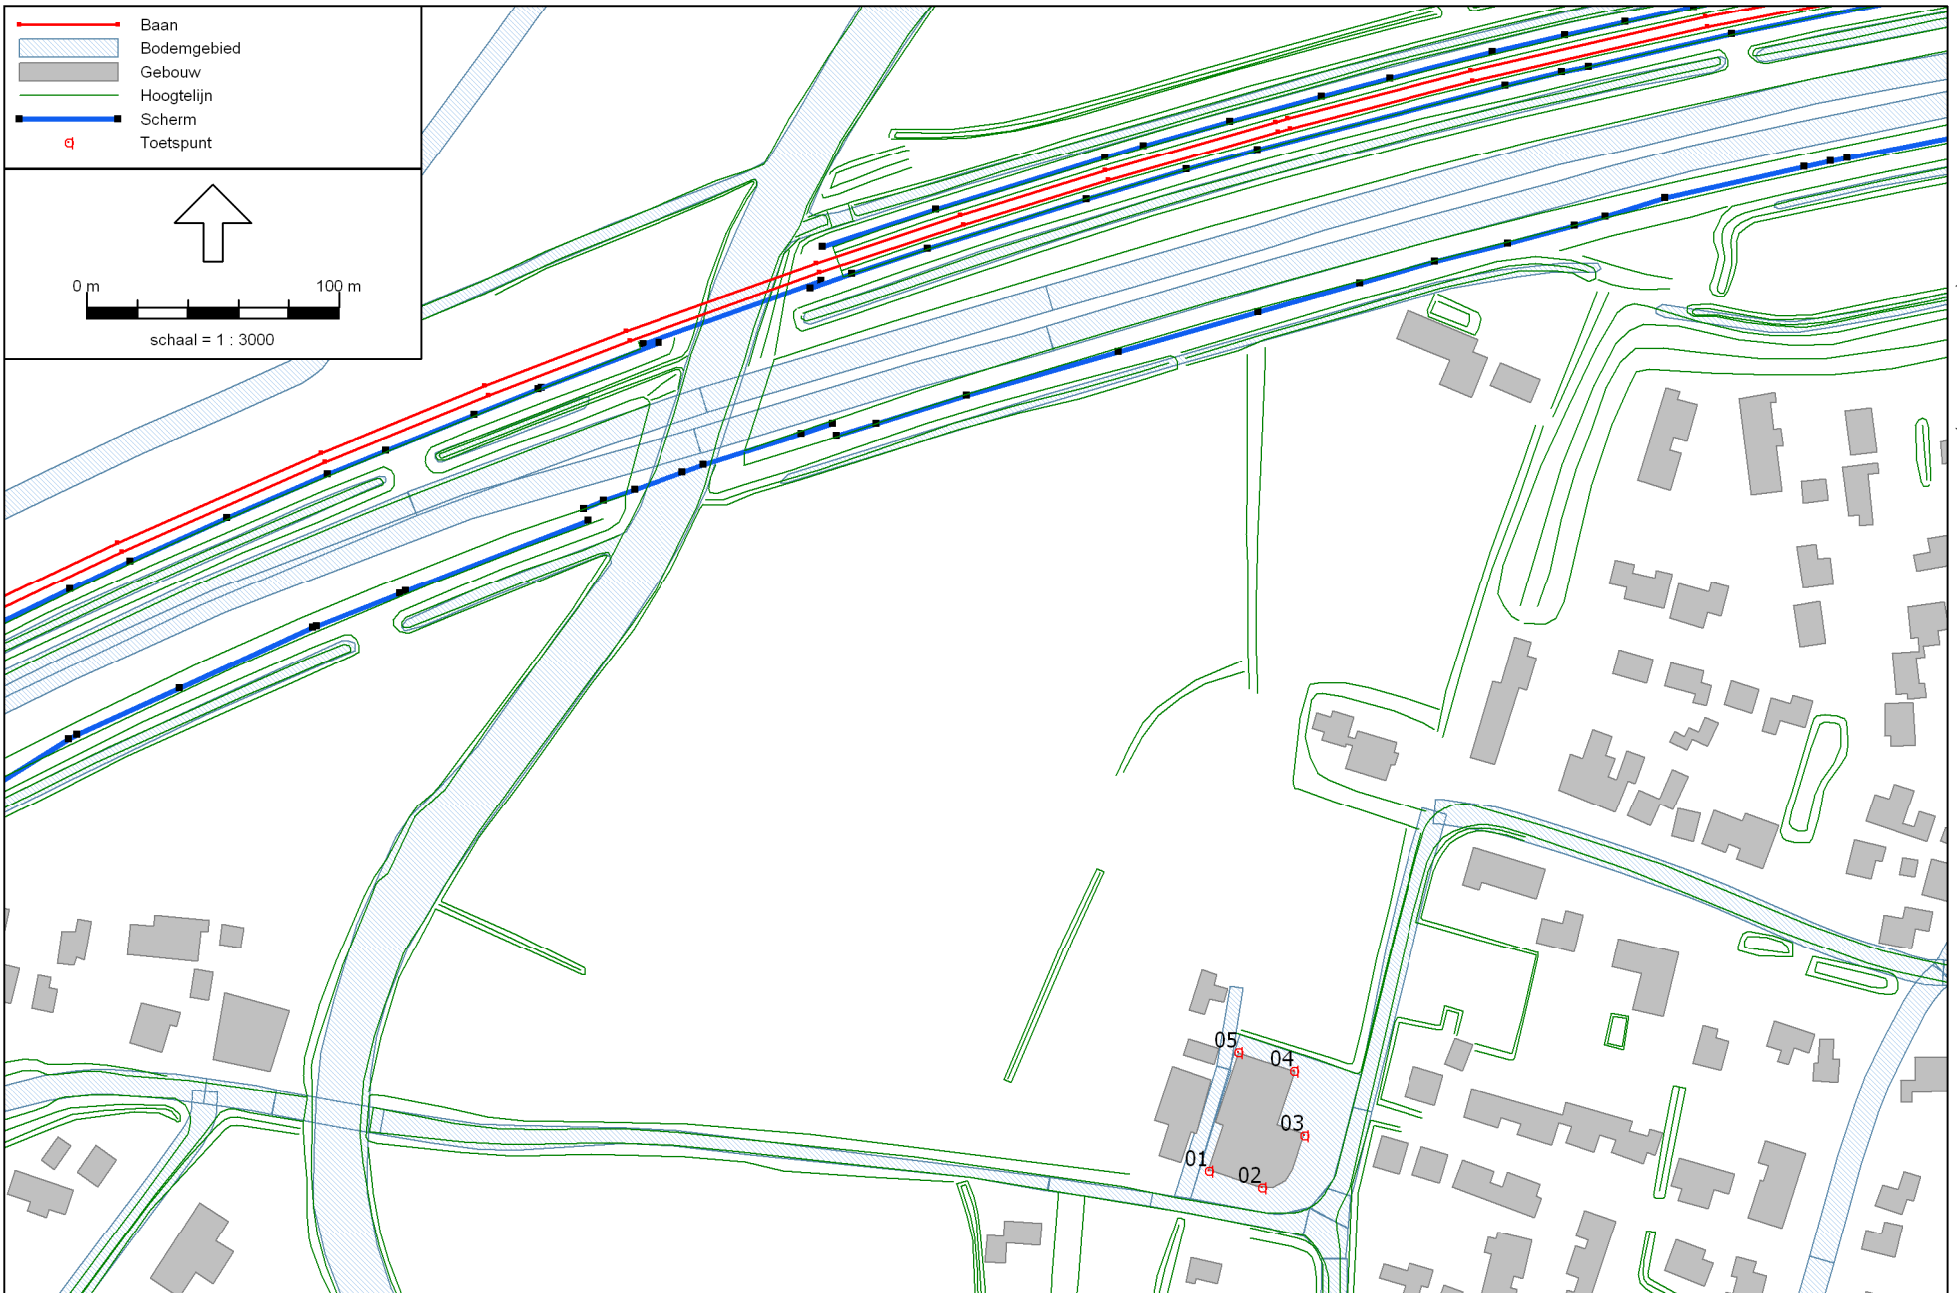 Baan
Bodemgebied
Gebouw
Hoogtelijn
Scherm
Toetspunt
0 m 100 m
schaal = 1 : 3000
05
04
03
01
02